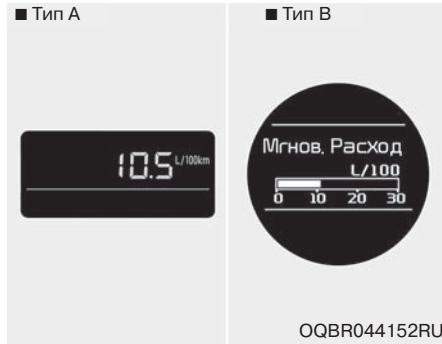 ■ Тип A
10.5 L/100km
■ Тип B
Мгнов. Расход
L/100
0 10 20 30
OQBR044152RU